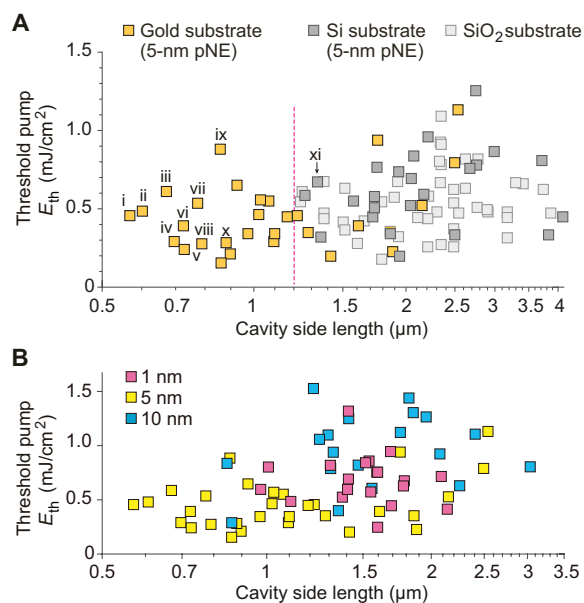 A
Gold substrate
(5-nm pNE)
Si substrate
(5-nm pNE)
SiO2 substrate
Threshold pump
Eth (mJ/cm2)
1.5
1.0
0.5
0
i
ii
iii
iv
v
vi
vii
viii
ix
x
xi
0.5 0.6 0.7 0.8 1 1.5 2 2.5 3 3.5 4
Cavity side length (µm)
B
1 nm
5 nm
10 nm
Threshold pump
Eth (mJ/cm2)
1.5
1.0
0.5
0
0.5 0.7 1 1.5 2 2.5 3 3.5
Cavity side length (µm)